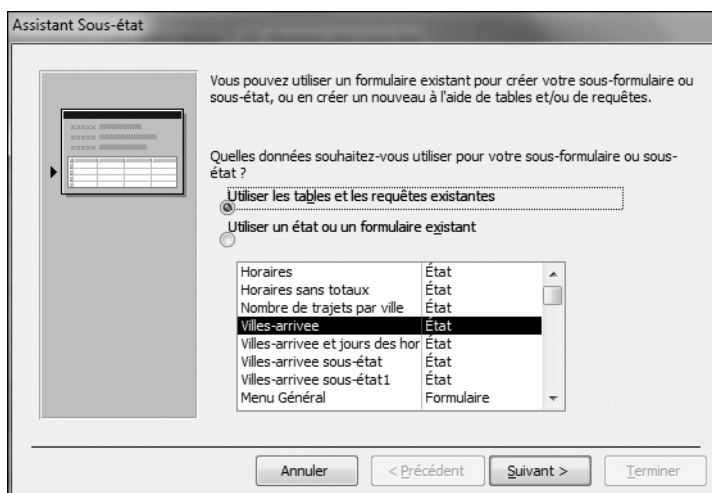 Assistant Sous-état
Vous pouvez utiliser un formulaire existant pour créer votre sous-formulaire ou
sous-état, ou en créer un nouveau à l'aide de tables et/ou de requêtes.
Quelles données souhaitez-vous utiliser pour votre sous-formulaire ou sous-
état ?
Utiliser les tables et les requêtes existantes
Utiliser un état ou un formulaire existant
Horaires État
Horaires sans totaux État
Nombre de trajets par ville État
Villes-arrivee État
Villes-arrivee et jours des hor État
Villes-arrivee sous-état État
Villes-arrivee sous-état1 État
Menu Général Formulaire
Annuler < Précédent Suivant > Terminer